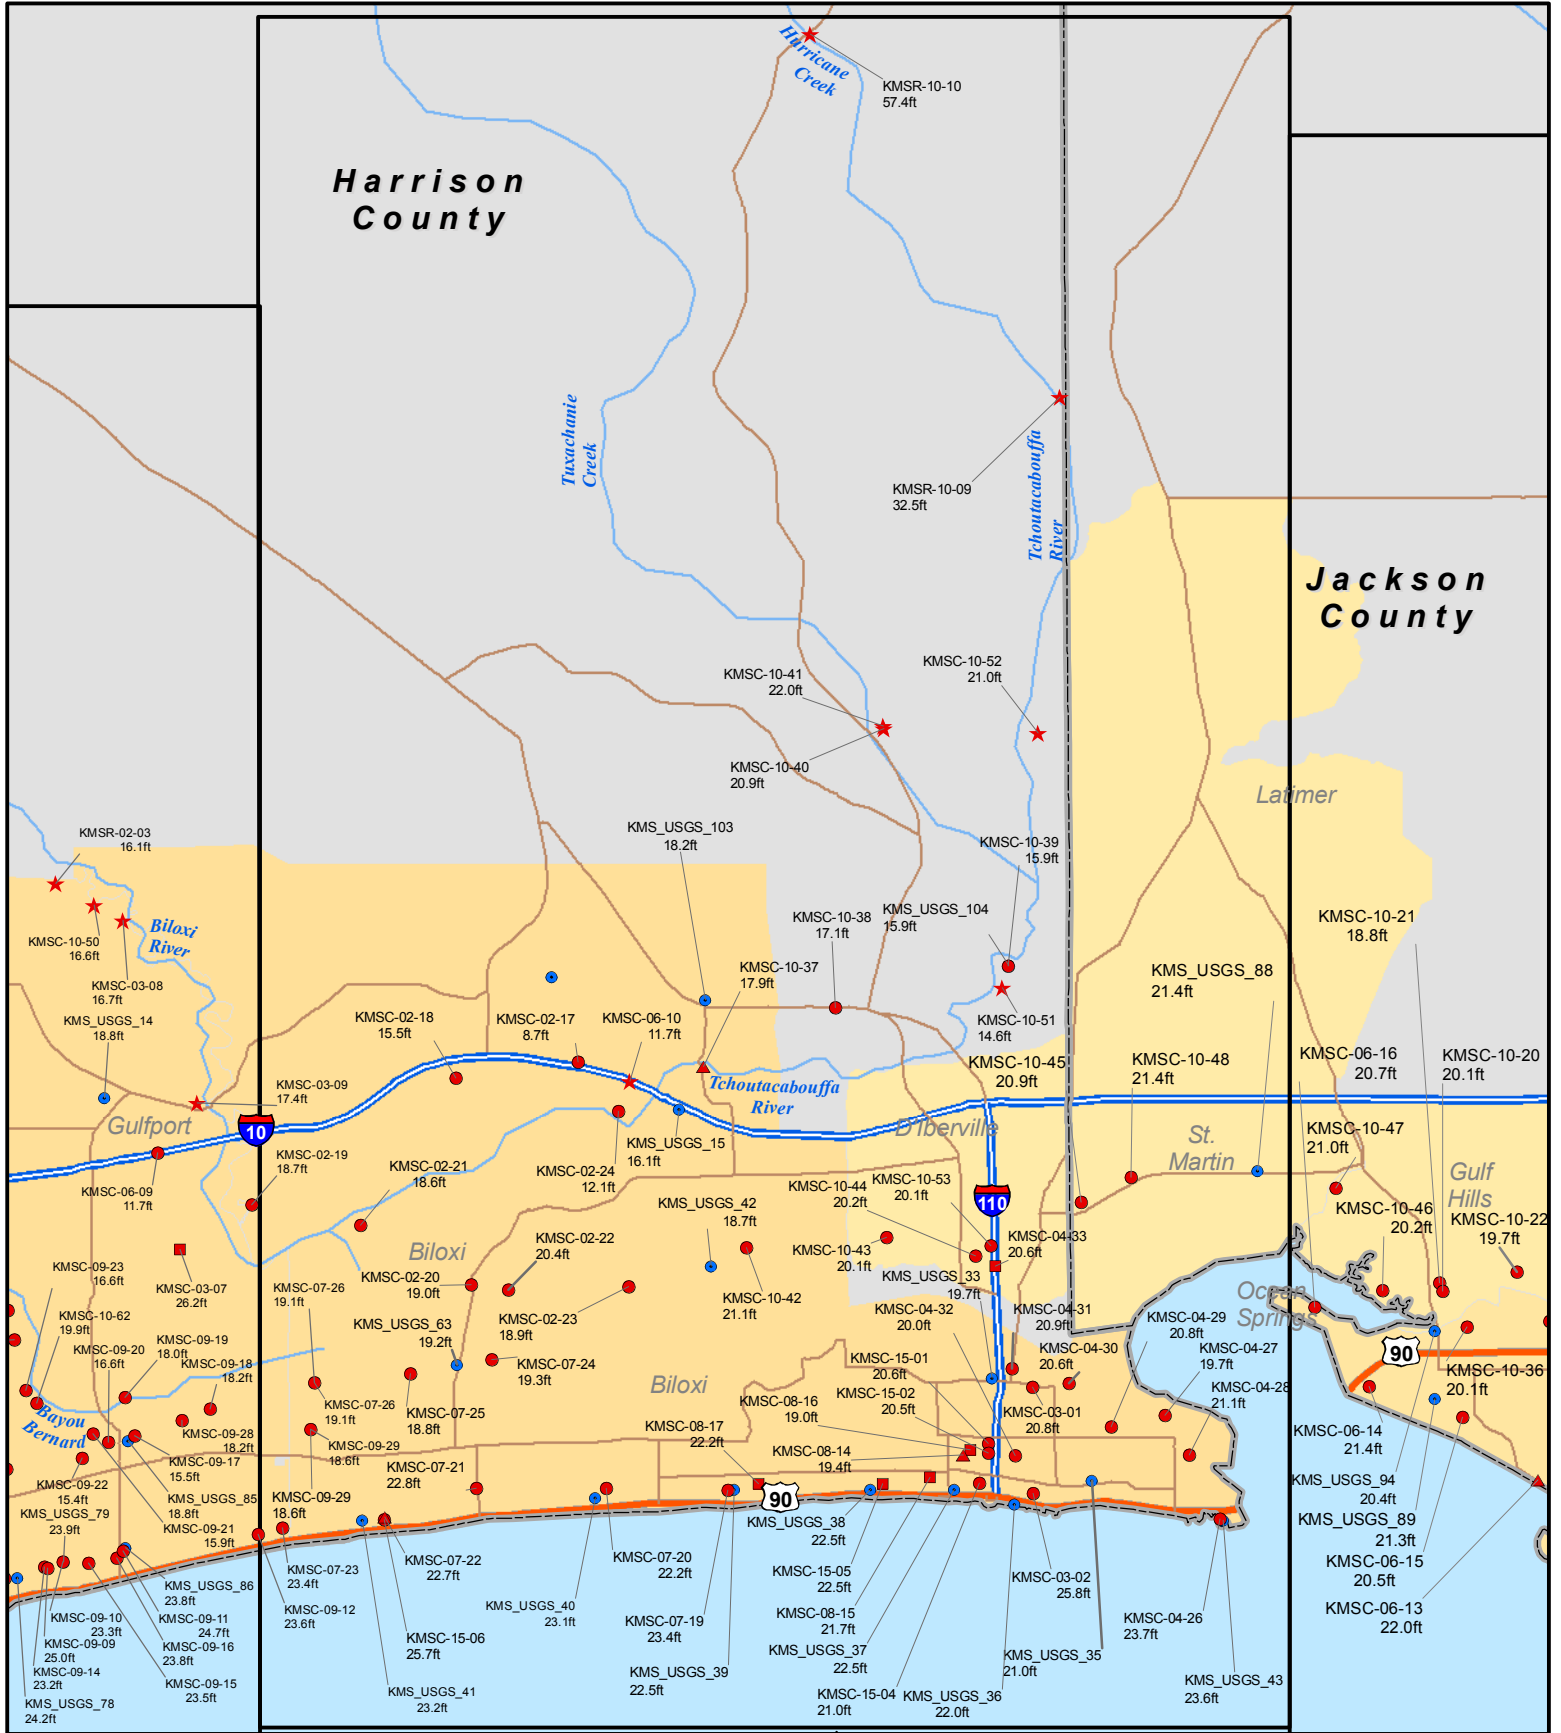 Hurricane
Creek
KMSR-10-10
57.4ft
Harrison
County
Tuxachanie
Creek
KMSR-10-09
32.5ft
Tchoutacabouffa
River
Jackson
County
KMSC-10-41
22.0ft
KMSC-10-52
21.0ft
KMSC-10-40
20.9ft
Latimer
KMSR-02-03
16.1ft
KMS_USGS_103
18.2ft
KMSC-10-39
15.9ft
KMSC-10-50
16.6ft
Biloxi
River
KMSC-10-38
17.1ft
KMS_USGS_104
15.9ft
KMSC-10-21
18.8ft
KMSC-03-08
16.7ft
KMSC-10-37
17.9ft
KMS_USGS_88
21.4ft
KMS_USGS_14
18.8ft
KMSC-02-18
15.5ft
KMSC-02-17
8.7ft
KMSC-06-10
11.7ft
KMSC-10-51
14.6ft
KMSC-10-45
20.9ft
KMSC-10-48
21.4ft
KMSC-06-16
20.7ft
KMSC-10-20
20.1ft
KMSC-03-09
17.4ft
Tchoutacabouffa
River
Gulfport
10
D'Iberville
St.
Martin
KMSC-10-47
21.0ft
KMSC-02-19
18.7ft
KMSC-02-21
18.6ft
KMSC-02-24
12.1ft
KMS_USGS_15
16.1ft
KMSC-06-09
11.7ft
KMSC-10-44
20.2ft
KMSC-10-53
20.1ft
110
Gulf
Hills
KMS_USGS_42
18.7ft
KMSC-10-46
20.2ft
KMSC-10-22
19.7ft
Biloxi
KMSC-02-22
20.4ft
KMSC-10-43
20.1ft
KMSC-04-33
20.6ft
KMSC-09-23
16.6ft
KMSC-03-07
26.2ft
KMSC-07-26
19.1ft
KMSC-02-20
19.0ft
KMSC-02-23
18.9ft
KMSC-10-42
21.1ft
KMS_USGS_33
19.7ft
Ocean
Springs
KMSC-10-62
19.9ft
KMSC-09-20
16.6ft
KMSC-09-19
18.0ft
KMSC-09-18
18.2ft
KMS_USGS_63
19.2ft
KMSC-04-32
20.0ft
KMSC-04-31
20.9ft
KMSC-04-29
20.8ft
KMSC-04-27
19.7ft
90
KMSC-07-24
19.3ft
KMSC-15-01
20.6ft
KMSC-04-30
20.6ft
KMSC-10-36
20.1ft
Biloxi
KMSC-15-02
20.5ft
KMSC-04-28
21.1ft
Bayou
Bernard
KMSC-07-26
19.1ft
KMSC-07-25
18.8ft
KMSC-08-16
19.0ft
KMSC-03-01
20.8ft
KMSC-08-17
22.2ft
KMSC-06-14
21.4ft
KMSC-09-28
18.2ft
KMSC-09-29
18.6ft
KMSC-08-14
19.4ft
KMSC-09-17
15.5ft
KMSC-07-21
22.8ft
KMSC-09-22
15.4ft
KMS_USGS_94
20.4ft
KMS_USGS_85
18.8ft
KMSC-09-29
18.6ft
90
KMS_USGS_79
23.9ft
KMSC-09-21
15.9ft
KMS_USGS_38
22.5ft
KMS_USGS_89
21.3ft
KMSC-07-23
23.4ft
KMSC-07-22
22.7ft
KMSC-07-20
22.2ft
KMSC-15-05
22.5ft
KMSC-03-02
25.8ft
KMSC-06-15
20.5ft
KMS_USGS_86
23.8ft
KMSC-09-10
23.3ft
KMSC-09-11
24.7ft
KMSC-09-12
23.6ft
KMS_USGS_40
23.1ft
KMSC-07-19
23.4ft
KMSC-08-15
21.7ft
KMSC-04-26
23.7ft
KMSC-06-13
22.0ft
KMSC-09-09
25.0ft
KMSC-09-16
23.8ft
KMSC-15-06
25.7ft
KMS_USGS_37
22.5ft
KMS_USGS_35
21.0ft
KMSC-09-14
23.2ft
KMSC-09-15
23.5ft
KMS_USGS_39
22.5ft
KMS_USGS_43
23.6ft
KMS_USGS_78
24.2ft
KMS_USGS_41
23.2ft
KMSC-15-04
21.0ft
KMS_USGS_36
22.0ft